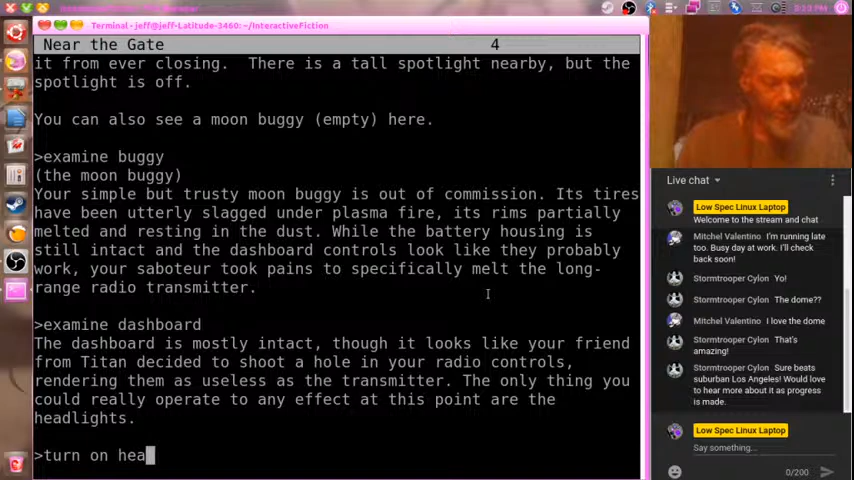 Terminal - jeff@jeff-Latitude-3460: ~/InteractiveFiction
Near the Gate 4
it from ever closing.  There is a tall spotlight nearby, but the
spotlight is off.
You can also see a moon buggy (empty) here.
>examine buggy
(the moon buggy)
Your simple but trusty moon buggy is out of commission. Its tires
have been utterly slagged under plasma fire, its rims partially
melted and resting in the dust. While the battery housing is
still intact and the dashboard controls look like they probably
work, your saboteur took pains to specifically melt the long-
range radio transmitter.
>examine dashboard
The dashboard is mostly intact, though it looks like your friend
from Titan decided to shoot a hole in your radio controls,
rendering them as useless as the transmitter. The only thing you
could really operate to any effect at this point are the
headlights.
>turn on hea
Live chat
Low Spec Linux Laptop
Welcome to the stream and chat
Mitchel Valentino I'm running late
too. Busy day at work. I'll check
back soon!
Stormtrooper Cylon Yo!
Stormtrooper Cylon The dome??
Mitchel Valentino I love the dome
Stormtrooper Cylon That's
amazing!
Stormtrooper Cylon Sure beats
suburban Los Angeles! Would love
to hear more about it as progress
is made.
Low Spec Linux Laptop
Say something...
0/200